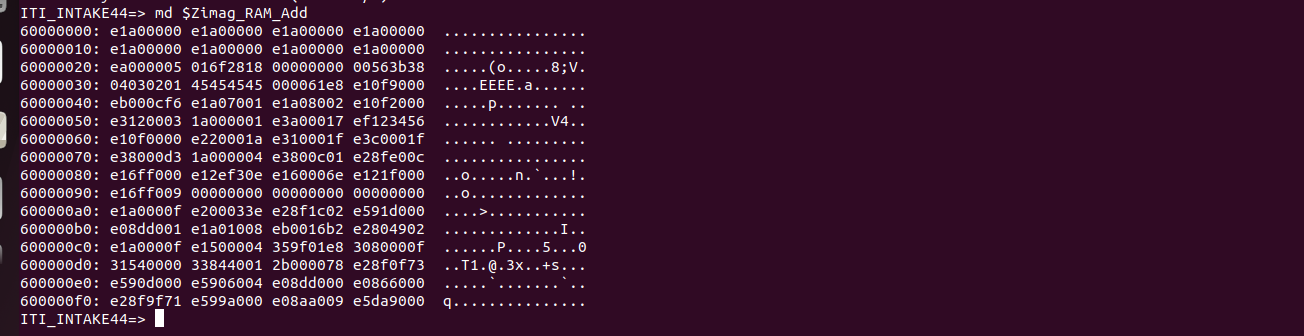 ITI_INTAKE44=> md $Zimag_RAM_Add
60000000: e1a00000 e1a00000 e1a00000 e1a00000  ................
60000010: e1a00000 e1a00000 e1a00000 e1a00000  ................
60000020: ea000005 016f2818 00000000 00563b38  .....(o.....8;V.
60000030: 04030201 45454545 000061e8 e10f9000  ....EEEE.a......
60000040: eb000cf6 e1a07001 e1a08002 e10f2000  .....p....... ..
60000050: e3120003 1a000001 e3a00017 ef123456  ............V4..
60000060: e10f0000 e220001a e310001f e3c0001f  ...... .........
60000070: e38000d3 1a000004 e3800c01 e28fe00c  ................
60000080: e16ff000 e12ef30e e160006e e121f000  ..o.....n.`...!.
60000090: e16ff009 00000000 00000000 00000000  ..o.............
600000a0: e1a0000f e200033e e28f1c02 e591d000  ....>...........
600000b0: e08dd001 e1a01008 eb0016b2 e2804902  .............I..
600000c0: e1a0000f e1500004 359f01e8 3080000f  ......P....5...0
600000d0: 31540000 33844001 2b000078 e28f0f73  ..T1.@.3x..+s...
600000e0: e590d000 e5906004 e08dd000 e0866000  .....`.......`..
600000f0: e28f9f71 e599a000 e08aa009 e5da9000  q...............
ITI_INTAKE44=>